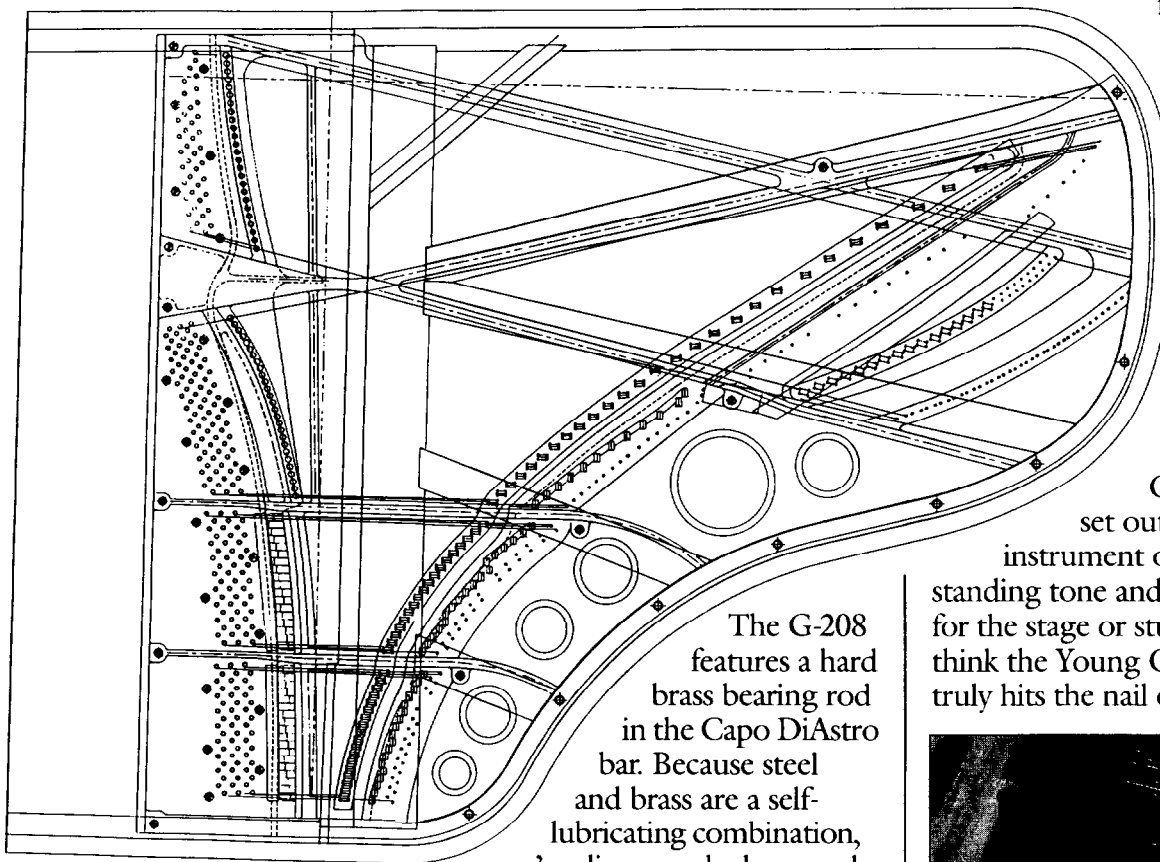 The G-208
features a hard
brass bearing rod
in the Capo DiAstro
bar. Because steel
and brass are a self-
lubricating combination,
set out
instrument o
standing tone and
for the stage or stu
think the Young C
truly hits the nail o